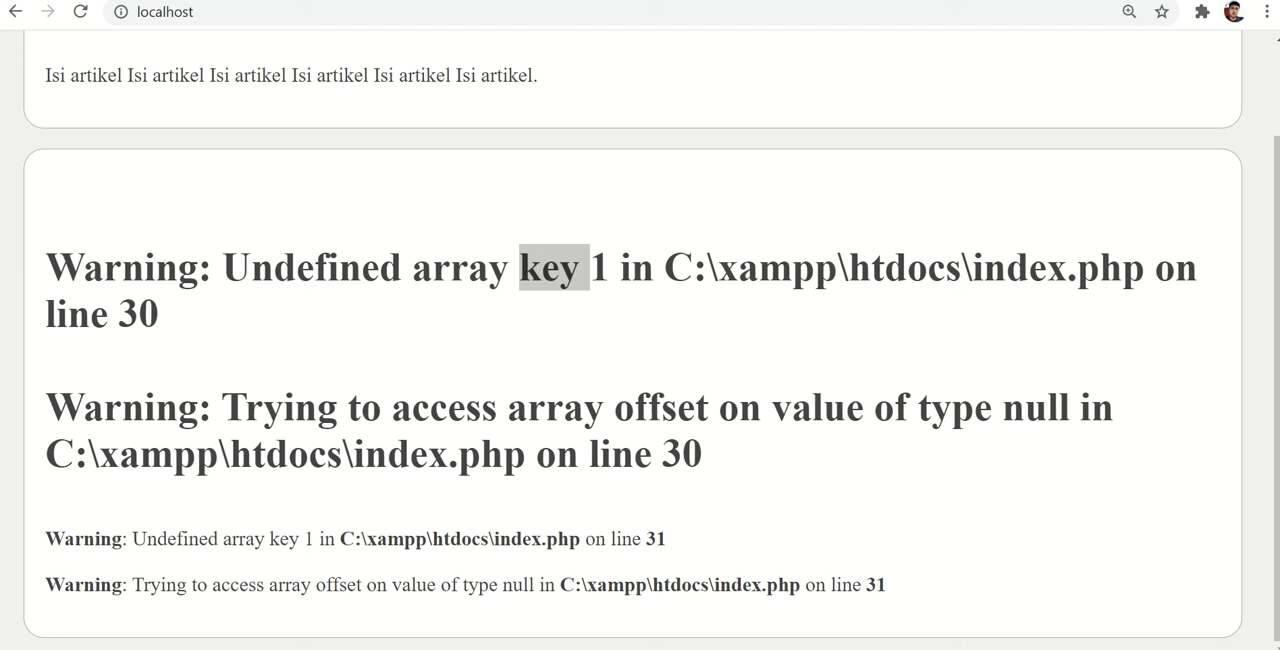 localhost
Isi artikel Isi artikel Isi artikel Isi artikel Isi artikel Isi artikel.
Warning: Undefined array key 1 in C:\xampp\htdocs\index.php on
line 30
Warning: Trying to access array offset on value of type null in
C:\xampp\htdocs\index.php on line 30
Warning: Undefined array key 1 in C:\xampp\htdocs\index.php on line 31
Warning: Trying to access array offset on value of type null in C:\xampp\htdocs\index.php on line 31